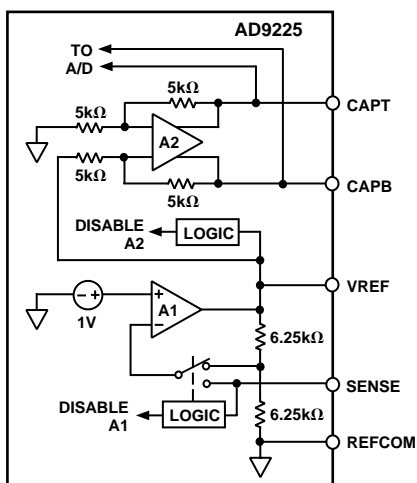 AD9225
TO
A/D
5kΩ
5kΩ
CAPT
A2
5kΩ
5kΩ
CAPB
DISABLE
A2
LOGIC
VREF
− +
1V
+
−
A1
6.25kΩ
SENSE
DISABLE
A1
LOGIC
6.25kΩ
REFCOM